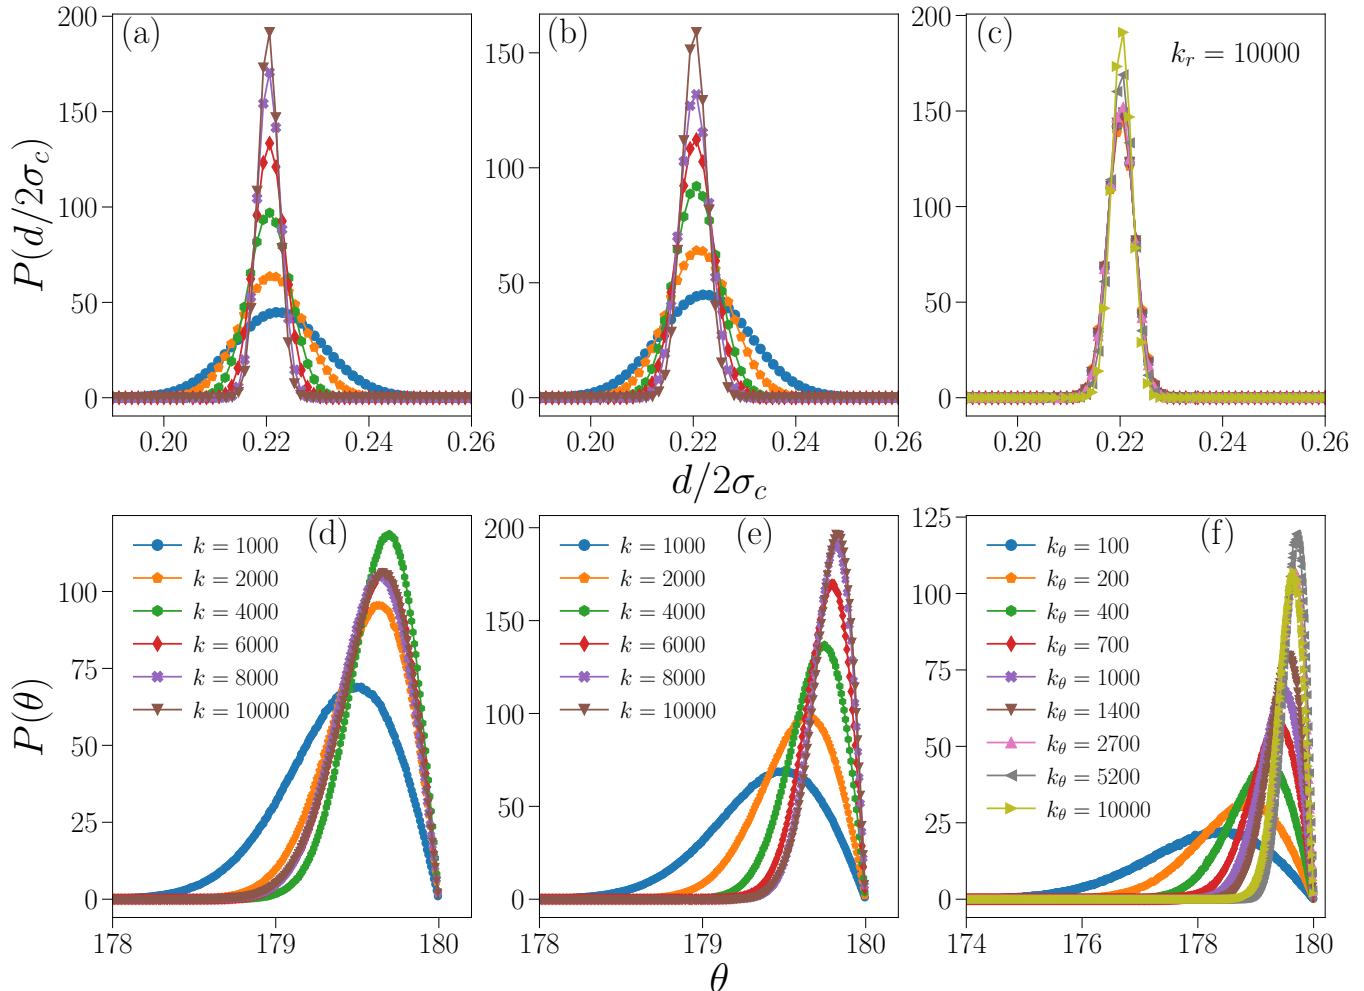 (a)
(b)
(c)
k_r = 10000
P(d/2σ_c)
200
150
100
50
0
150
100
50
0
200
150
100
50
0
0.20 0.22 0.24 0.26
0.20 0.22 0.24 0.26
0.20 0.22 0.24 0.26
d/2σ_c
(d)
k = 1000
k = 2000
k = 4000
k = 6000
k = 8000
k = 10000
(e)
k = 1000
k = 2000
k = 4000
k = 6000
k = 8000
k = 10000
(f)
k_θ = 100
k_θ = 200
k_θ = 400
k_θ = 700
k_θ = 1000
k_θ = 1400
k_θ = 2700
k_θ = 5200
k_θ = 10000
P(θ)
100
75
50
25
0
200
150
100
50
0
125
100
75
50
25
0
178 179 180
178 179 180
174 176 178 180
θ